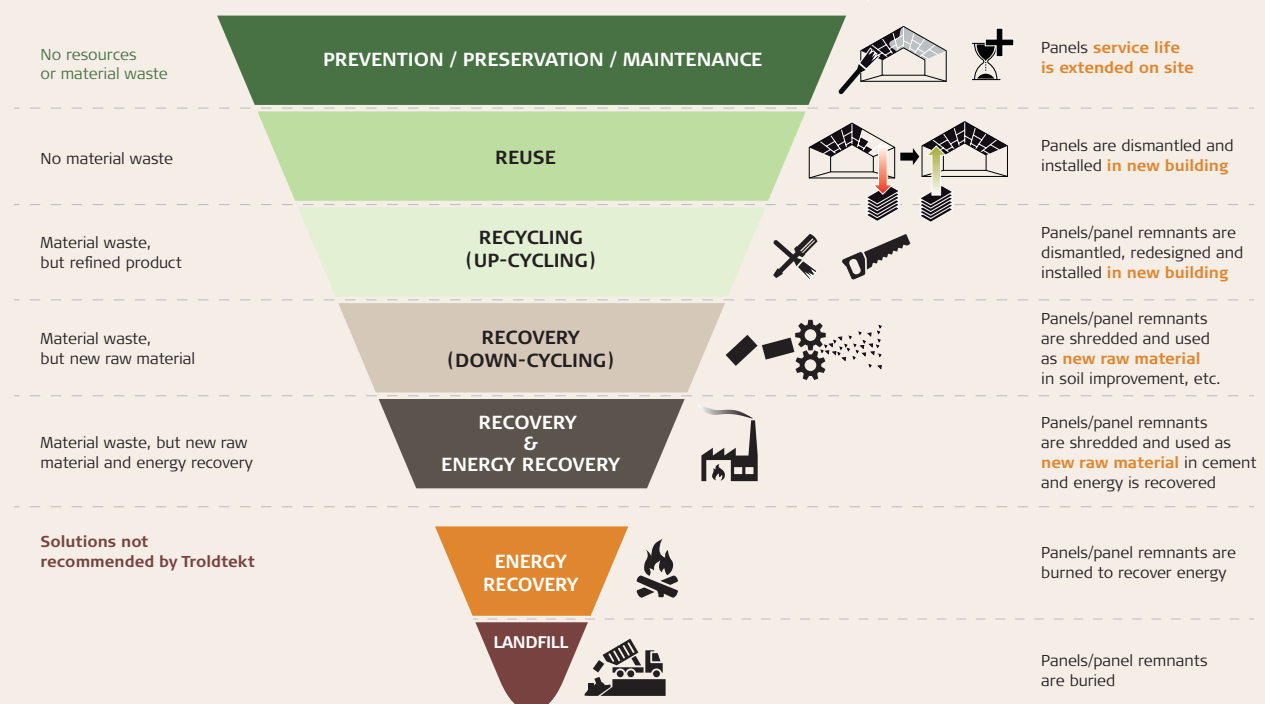 No resources
or material waste
PREVENTION / PRESERVATION / MAINTENANCE
Panels service life
is extended on site
No material waste
REUSE
Panels are dismantled and
installed in new building
Material waste,
but refined product
RECYCLING
(UP-CYCLING)
Panels/panel remnants are
dismantled, redesigned and
installed in new building
Material waste,
but new raw material
RECOVERY
(DOWN-CYCLING)
Panels/panel remnants
are shredded and used
as new raw material
in soil improvement, etc.
Material waste, but new raw
material and energy recovery
RECOVERY
&
ENERGY RECOVERY
Panels/panel remnants
are shredded and used as
new raw material in cement
and energy is recovered
Solutions not
recommended by Troldtekt
ENERGY
RECOVERY
Panels/panel remnants are
burned to recover energy
LANDFILL
Panels/panel remnants
are buried